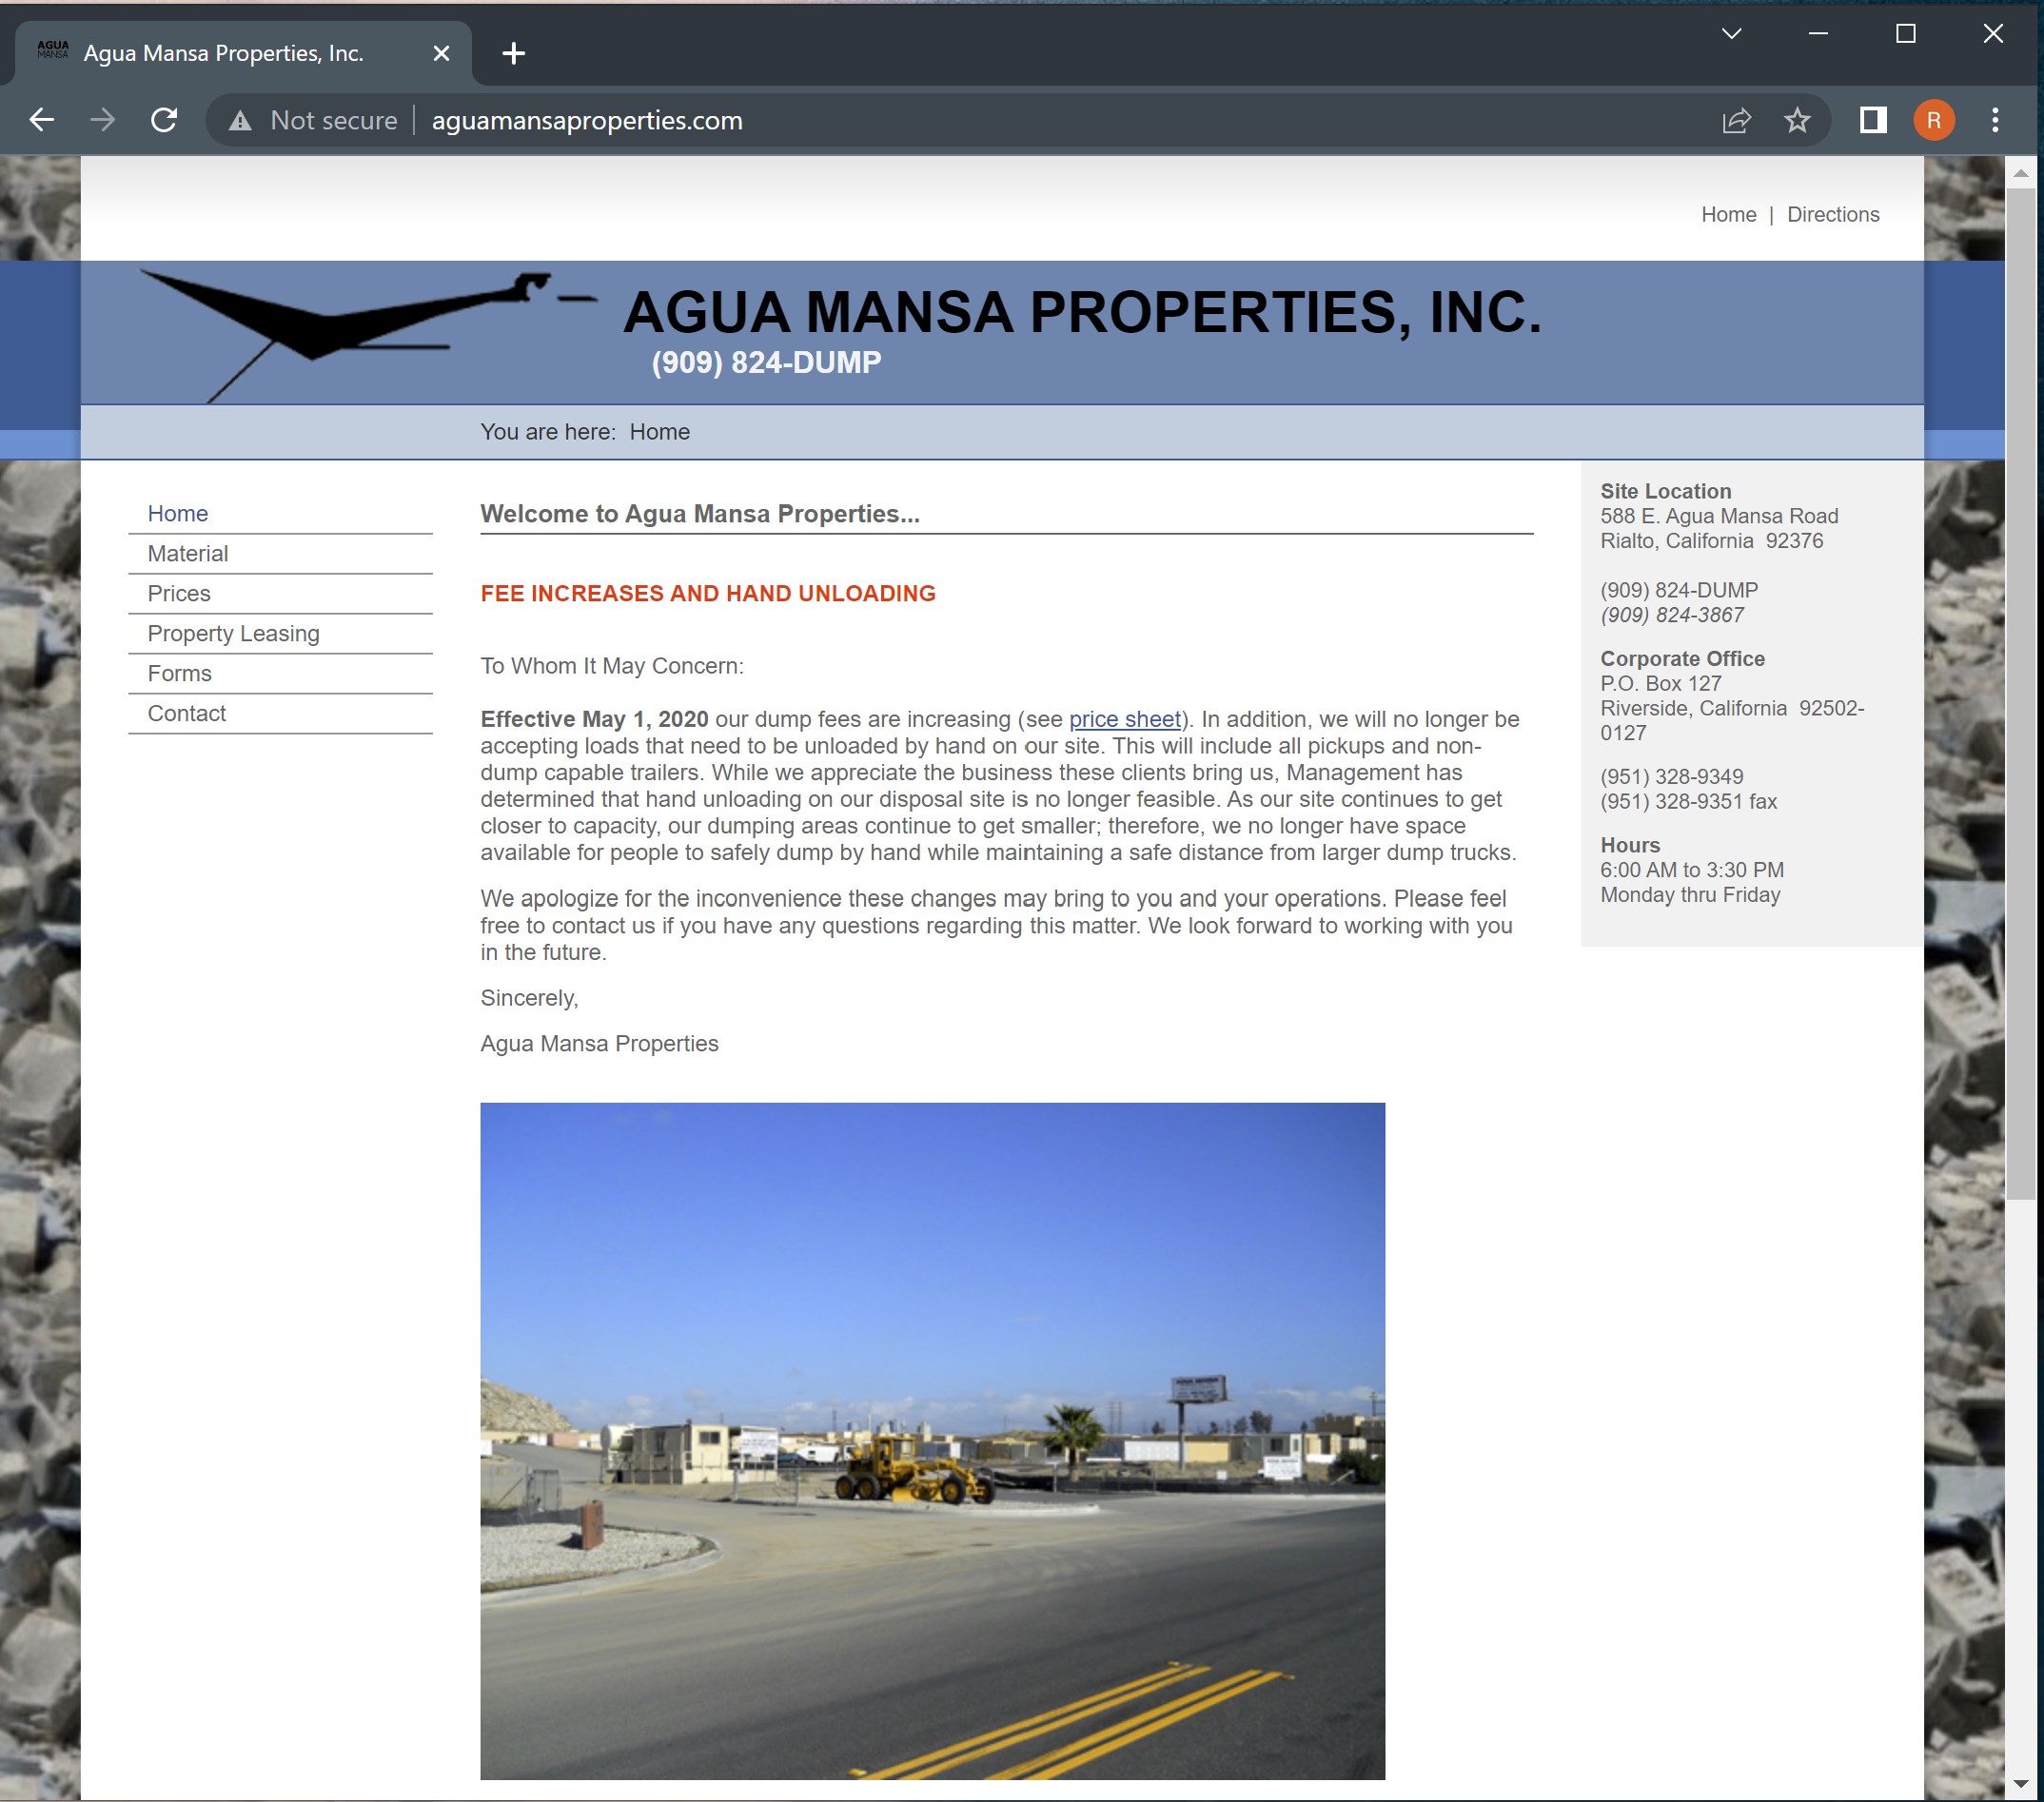 AGUA
MANSA
Agua Mansa Properties, Inc.
Not secure
aguamansaproperties.com
R
Home | Directions
AGUA MANSA PROPERTIES, INC.
(909) 824-DUMP
You are here: Home
Home
Material
Prices
Property Leasing
Forms
Contact
Welcome to Agua Mansa Properties...
FEE INCREASES AND HAND UNLOADING
To Whom It May Concern:
Effective May 1, 2020 our dump fees are increasing (see price sheet). In addition, we will no longer be
accepting loads that need to be unloaded by hand on our site. This will include all pickups and non-
dump capable trailers. While we appreciate the business these clients bring us, Management has
determined that hand unloading on our disposal site is no longer feasible. As our site continues to get
closer to capacity, our dumping areas continue to get smaller; therefore, we no longer have space
available for people to safely dump by hand while maintaining a safe distance from larger dump trucks.
We apologize for the inconvenience these changes may bring to you and your operations. Please feel
free to contact us if you have any questions regarding this matter. We look forward to working with you
in the future.
Sincerely,
Agua Mansa Properties
Site Location
588 E. Agua Mansa Road
Rialto, California 92376
(909) 824-DUMP
(909) 824-3867
Corporate Office
P.O. Box 127
Riverside, California 92502-
0127
(951) 328-9349
(951) 328-9351 fax
Hours
6:00 AM to 3:30 PM
Monday thru Friday